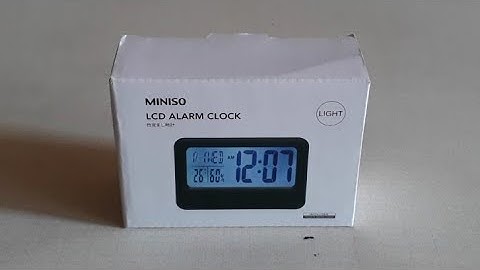 MINISO
LCD ALARM CLOCK
LIGHT
WED AM 12:07
26 60%